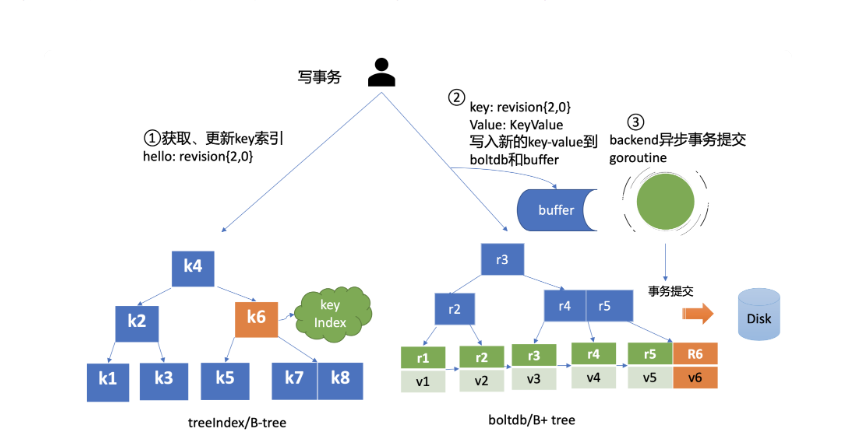 写事务
①获取、更新key索引
hello: revision{2,0}
②
key: revision{2,0}
Value: KeyValue
写入新的key-value到
boltdb和buffer
③
backend异步事务提交
goroutine
buffer
k4
k2
k6
key
Index
k1
k3
k5
k7
k8
treeIndex/B-tree
r3
r2
r4
r5
事务提交
Disk
r1
r2
r3
r4
r5
R6
v1
v2
v3
v4
v5
v6
boltdb/B+ tree